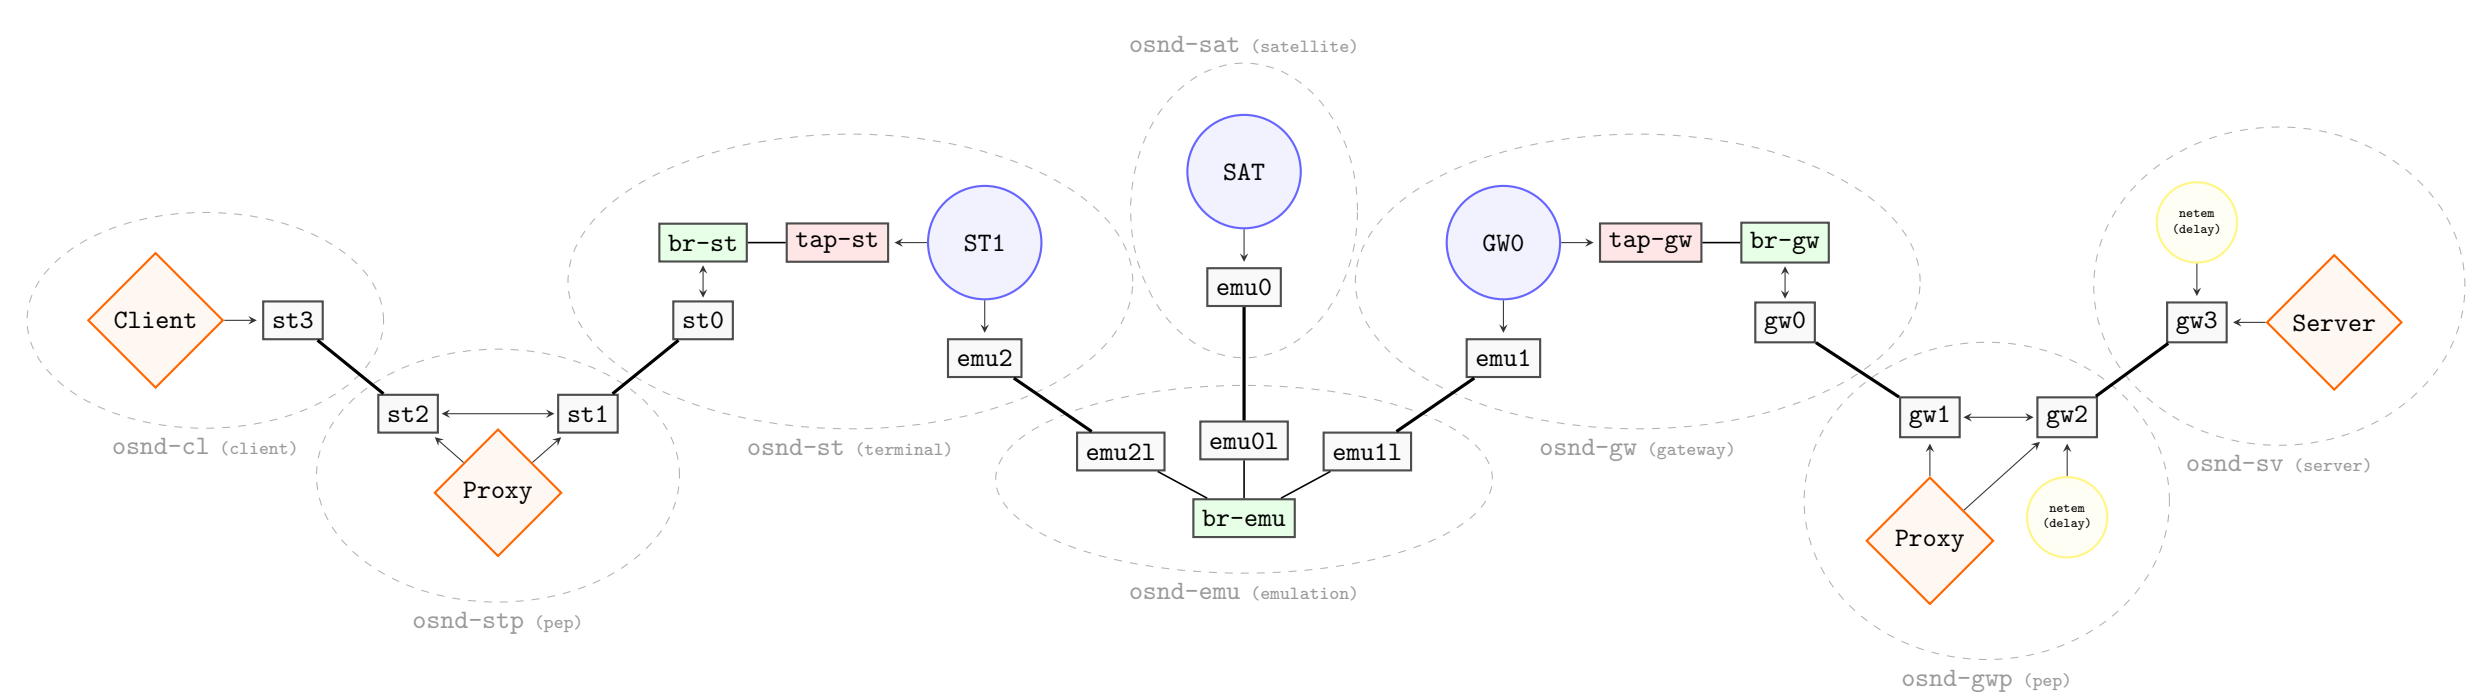 osnd-sat (satellite)
SAT
netem
(delay)
br-st
tap-st
ST1
GW0
tap-gw
br-gw
emu0
Client
st3
st0
gw0
gw3
Server
emu2
emu1
st2
st1
gw1
gw2
osnd-cl (client)
osnd-st (terminal)
emu2l
emu0l
emu1l
osnd-gw (gateway)
osnd-sv (server)
Proxy
br-emu
netem
(delay)
Proxy
osnd-emu (emulation)
osnd-stp (pep)
osnd-gwp (pep)